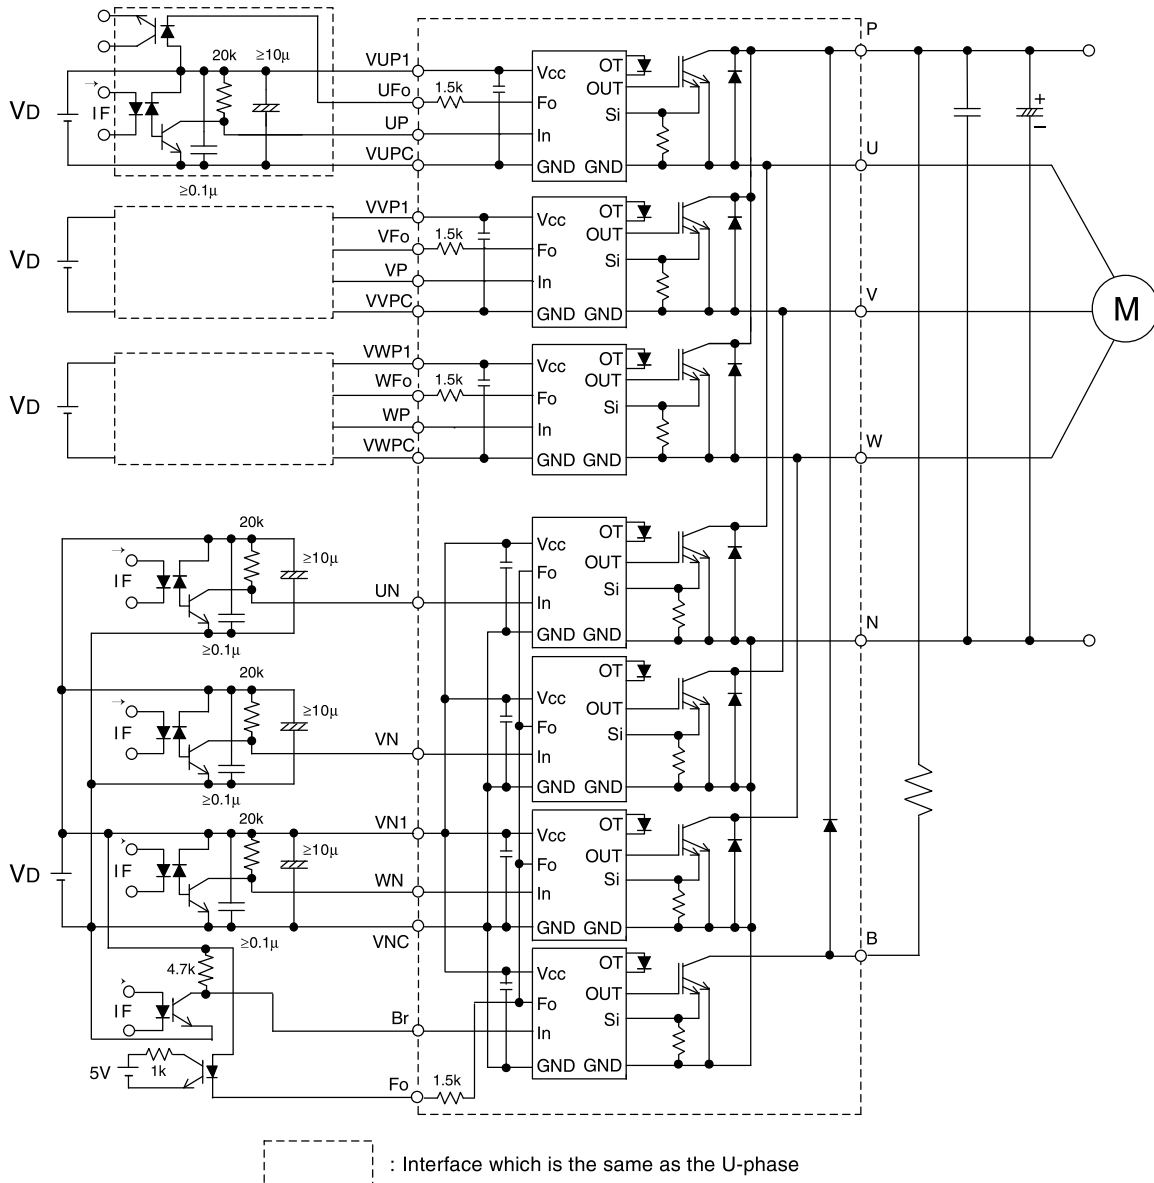 P
20k ≥10μ VUP1 Vcc OT
UFo 1.5k Fo OUT
VD IF UP In Si + –
VUPC GND GND U
≥0.1μ
VVP1 Vcc OT
VFo 1.5k Fo OUT
VD VP In Si
VVPC GND GND V
M
VWP1 Vcc OT
WFo 1.5k Fo OUT
VD WP In Si
VWPC GND GND W
20k
≥10μ Vcc OT
IF Fo OUT
UN In Si
GND GND N
≥0.1μ
20k OT
≥10μ Vcc OUT
IF Fo Si
VN In
≥0.1μ GND GND
20k VN1 Vcc OT
≥10μ Fo OUT
VD IF WN In Si
≥0.1μ VNC GND GND B
4.7k Vcc OT
IF Fo OUT
Br In Si
5V 1k GND GND
Fo 1.5k
: Interface which is the same as the U-phase